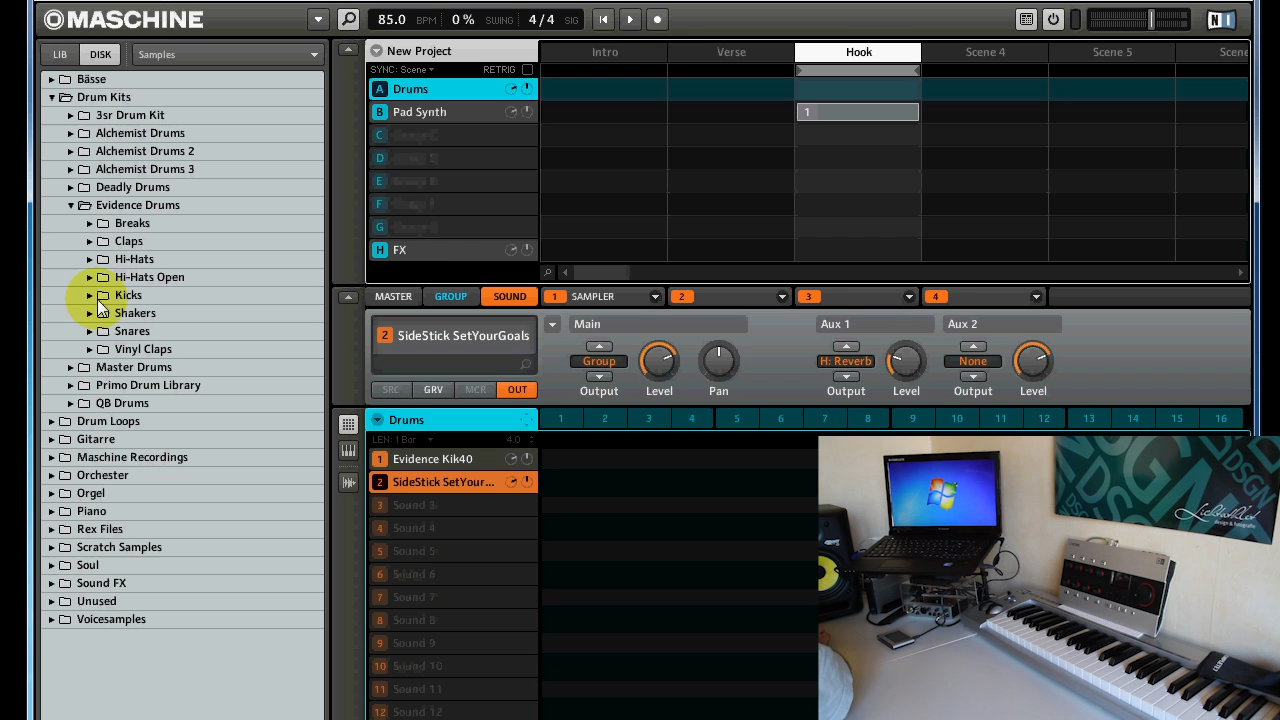 MASCHINE
85.0 BPM 0% SWING 4/4 SIG
LIB DISK Samples
Bässe
Drum Kits
3sr Drum Kit
Alchemist Drums
Alchemist Drums 2
Alchemist Drums 3
Deadly Drums
Evidence Drums
Breaks
Claps
Hi-Hats
Hi-Hats Open
Kicks
Shakers
Snares
Vinyl Claps
Master Drums
Primo Drum Library
QB Drums
Drum Loops
Gitarre
Maschine Recordings
Orchester
Orgel
Piano
Rex Files
Scratch Samples
Soul
Sound FX
Unused
Voicesamples
New Project
SYNC: Scene RETRIG
Intro Verse Hook Scene 4 Scene 5 Scene
A Drums
B Pad Synth 1
C
D
E
F
G
H FX
MASTER GROUP SOUND 1 SAMPLER 2 3 4
2 SideStick SetYourGoals
SRC GRV MCR OUT
Main Aux 1 Aux 2
Group H: Reverb None
Output Level Pan Output Level Output Level
Drums 1 2 3 4 5 6 7 8 9 10 11 12 13 14 15 16
LEN: 1 Bar 4.0
1 Evidence Kik40
2 SideStick SetYour...
3 Sound 3
4 Sound 4
5 Sound 5
6 Sound 6
7 Sound 7
8 Sound 8
9 Sound 9
10 Sound 10
11 Sound 11
12 Sound 12